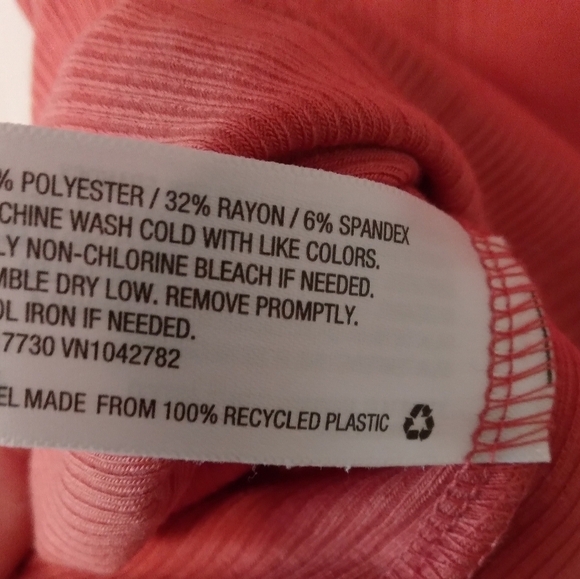 % POLYESTER / 32% RAYON / 6% SPANDEX
CHINE WASH COLD WITH LIKE COLORS.
LY NON-CHLORINE BLEACH IF NEEDED.
MBLE DRY LOW. REMOVE PROMPTLY.
OL IRON IF NEEDED.
7730 VN1042782
EL MADE FROM 100% RECYCLED PLASTIC